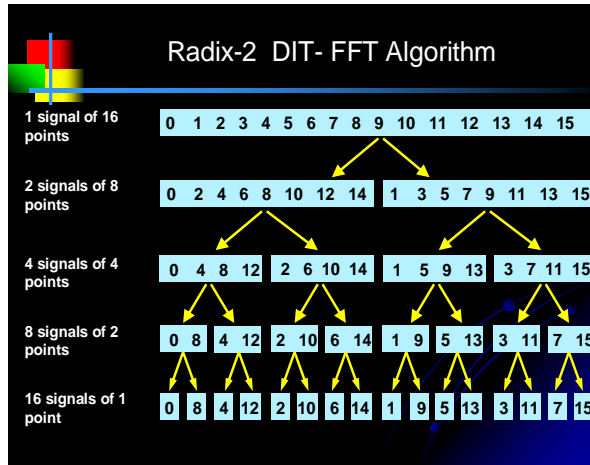 Radix-2 DIT- FFT Algorithm
1 signal of 16 points
0 1 2 3 4 5 6 7 8 9 10 11 12 13 14 15
2 signals of 8 points
0 2 4 6 8 10 12 14 1 3 5 7 9 11 13 15
4 signals of 4 points
0 4 8 12 2 6 10 14 1 5 9 13 3 7 11 15
8 signals of 2 points
0 8 4 12 2 10 6 14 1 9 5 13 3 11 7 15
16 signals of 1 point
0 8 4 12 2 10 6 14 1 9 5 13 3 11 7 15